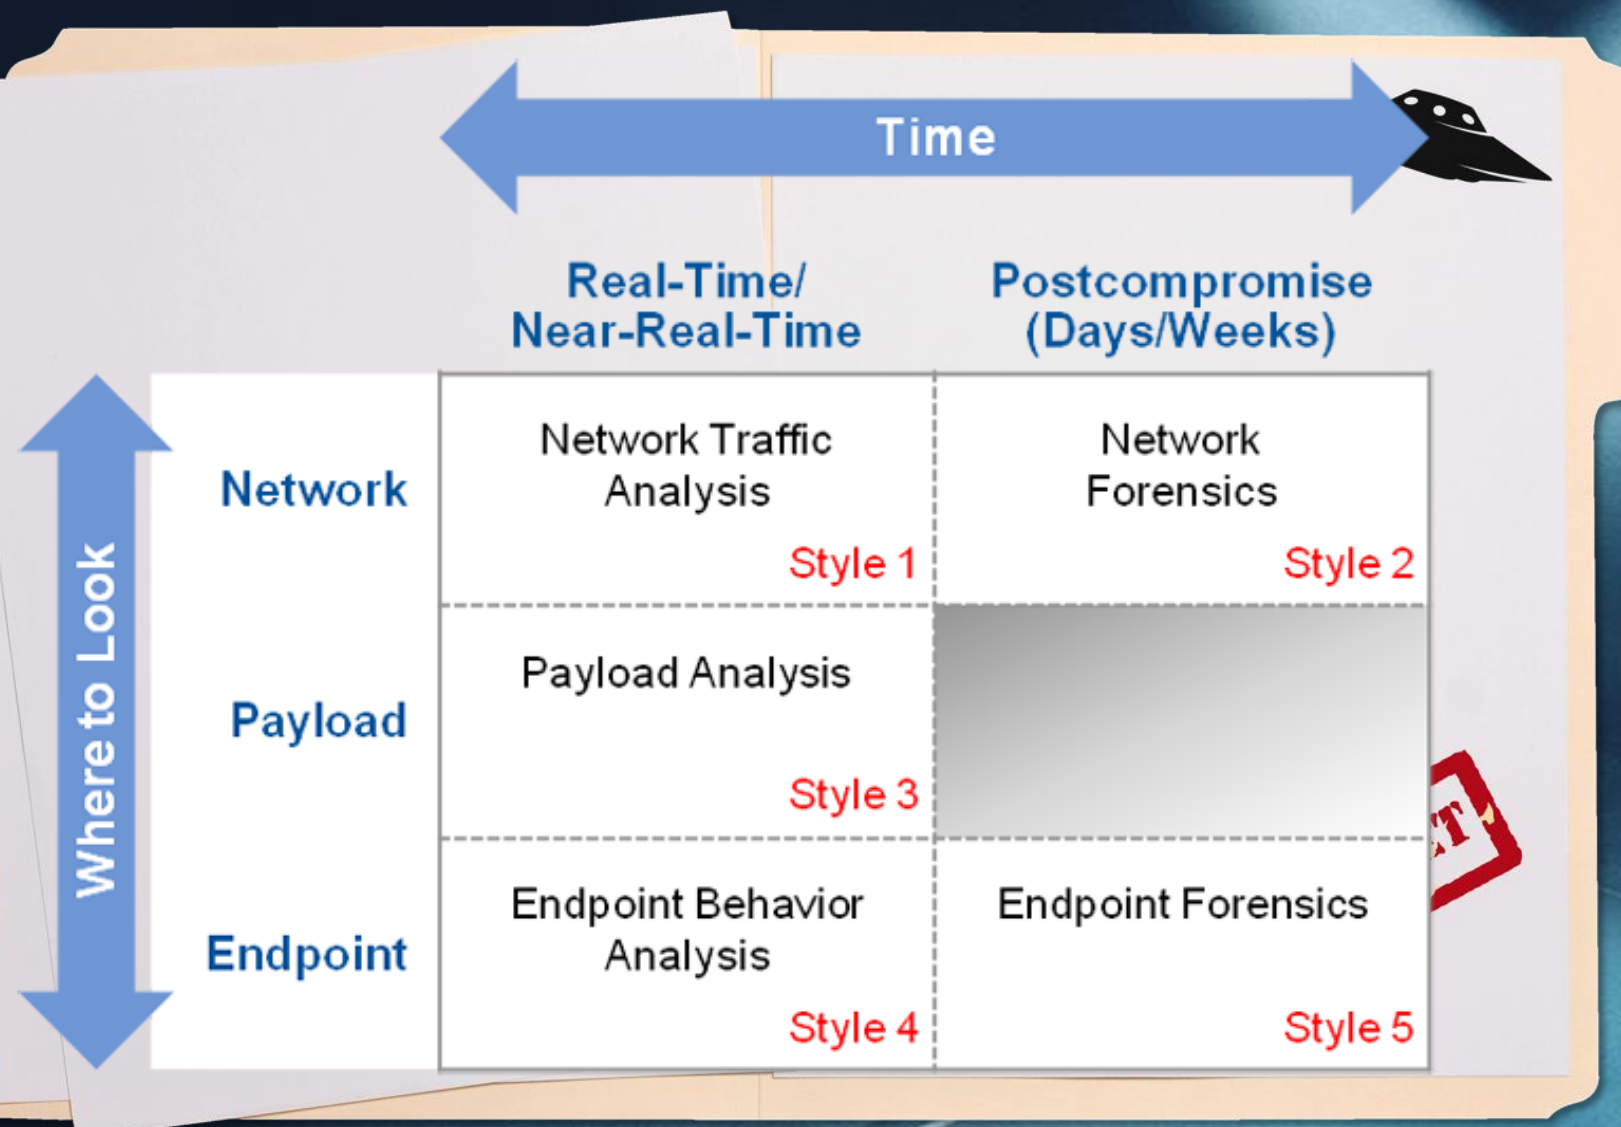 Time
Real-Time/
Near-Real-Time
Postcompromise
(Days/Weeks)
Where to Look
Network
Network Traffic
Analysis
Style 1
Network
Forensics
Style 2
Payload
Payload Analysis
Style 3
Endpoint
Endpoint Behavior
Analysis
Style 4
Endpoint Forensics
Style 5